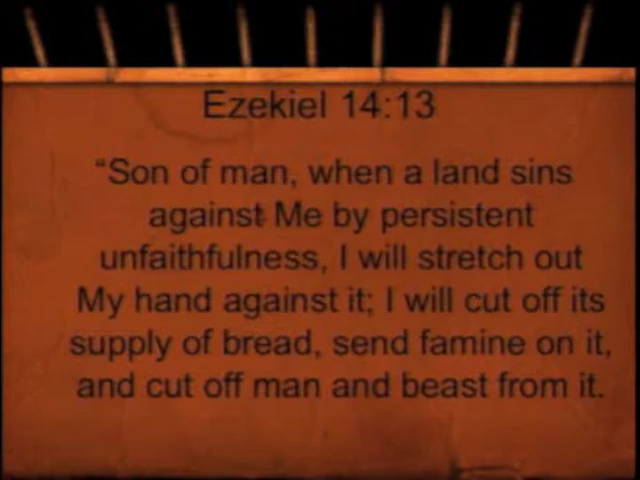 Ezekiel 14:13
“Son of man, when a land sins
against Me by persistent
unfaithfulness, I will stretch out
My hand against it; I will cut off its
supply of bread, send famine on it,
and cut off man and beast from it.